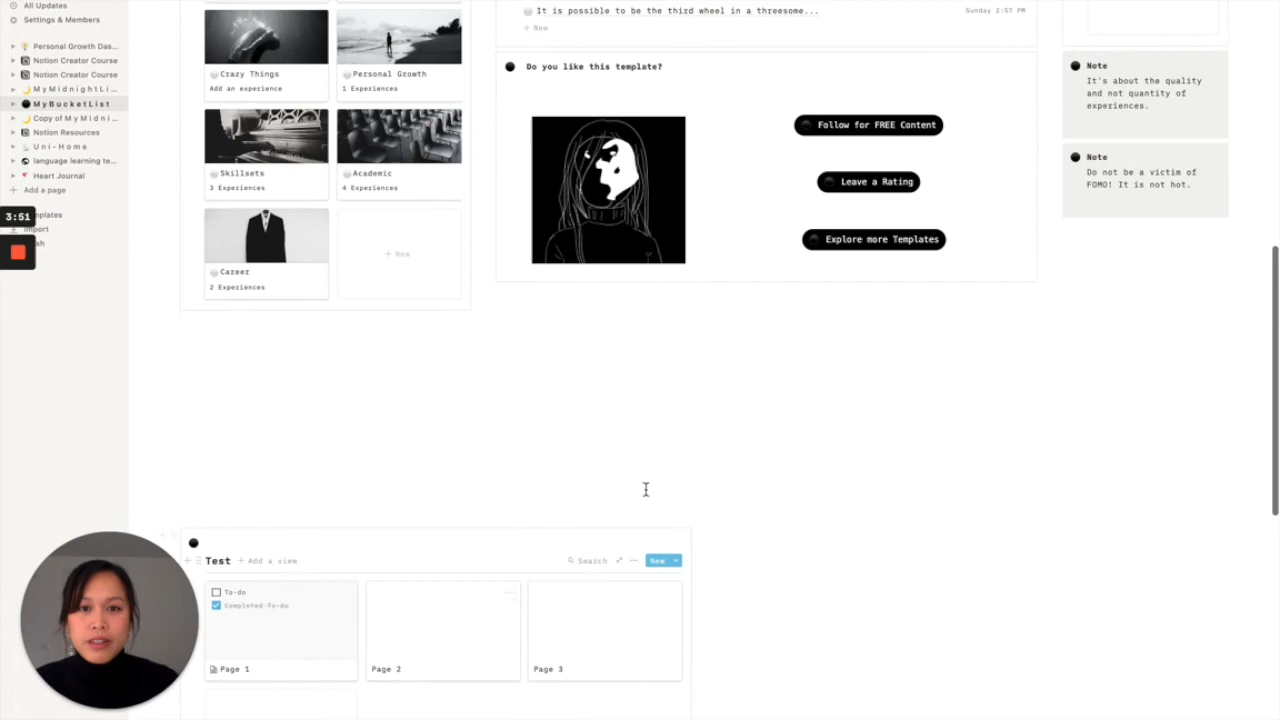 All Updates
Settings & Members
Personal Growth Das...
Notion Creator Course
Notion Creator Course
M y M i d n i g h t L i ...
M y B u c k e t L i s t
Copy of M y M i d n i ...
Notion Resources
U n i - H o m e
language learning te...
Heart Journal
Add a page
3:51
Import
Crazy Things
Add an experience
Personal Growth
1 Experiences
Skillsets
3 Experiences
Academic
4 Experiences
Career
2 Experiences
+ New
It is possible to be the third wheel in a threesome...
Sunday 2:57 PM
+ New
Do you like this template?
Follow for FREE Content
Leave a Rating
Explore more Templates
Note
It's about the quality
and not quantity of
experiences.
Note
Do not be a victim of
FOMO! It is not hot.
Test
+ Add a view
Search
New
To-do
Completed To-do
Page 1
Page 2
Page 3